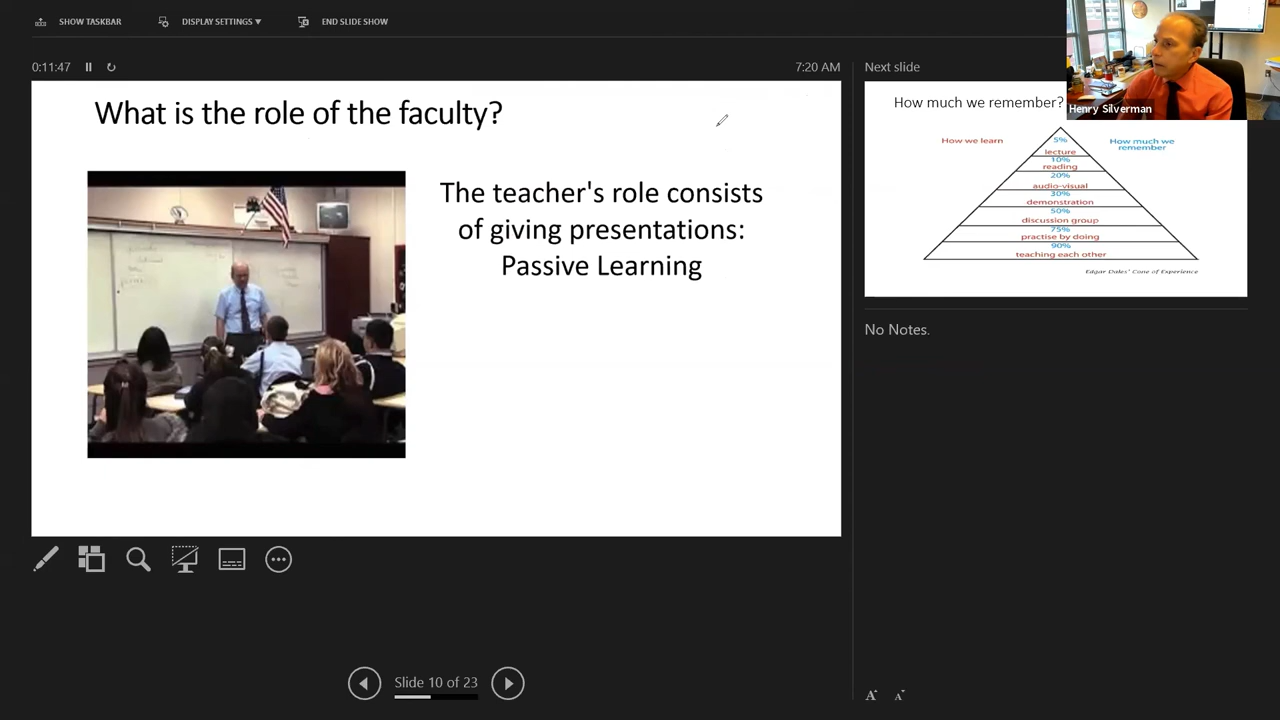 SHOW TASKBAR
DISPLAY SETTINGS ▼
END SLIDE SHOW
0:11:47
7:20 AM
What is the role of the faculty?
The teacher's role consists
of giving presentations:
Passive Learning
Slide 10 of 23
Next slide
Henry Silverman
How much we remember?
How we learn
How much we
remember
5%
lecture
10%
reading
20%
audio-visual
30%
demonstration
50%
discussion group
75%
practise by doing
90%
teaching each other
Edgar Dales' Cone of Experience
No Notes.
A A